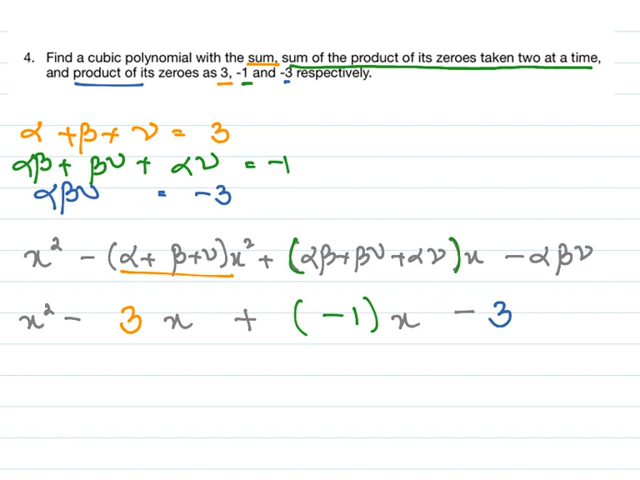 4. Find a cubic polynomial with the sum, sum of the product of its zeroes taken two at a time,
and product of its zeroes as 3, -1 and -3 respectively.
α + β + ν = 3
αβ + βν + αν = -1
αβν = -3
x² - (α + β + ν)x² + (αβ + βν + αν)x - αβν
x² - 3x + (-1)x - 3